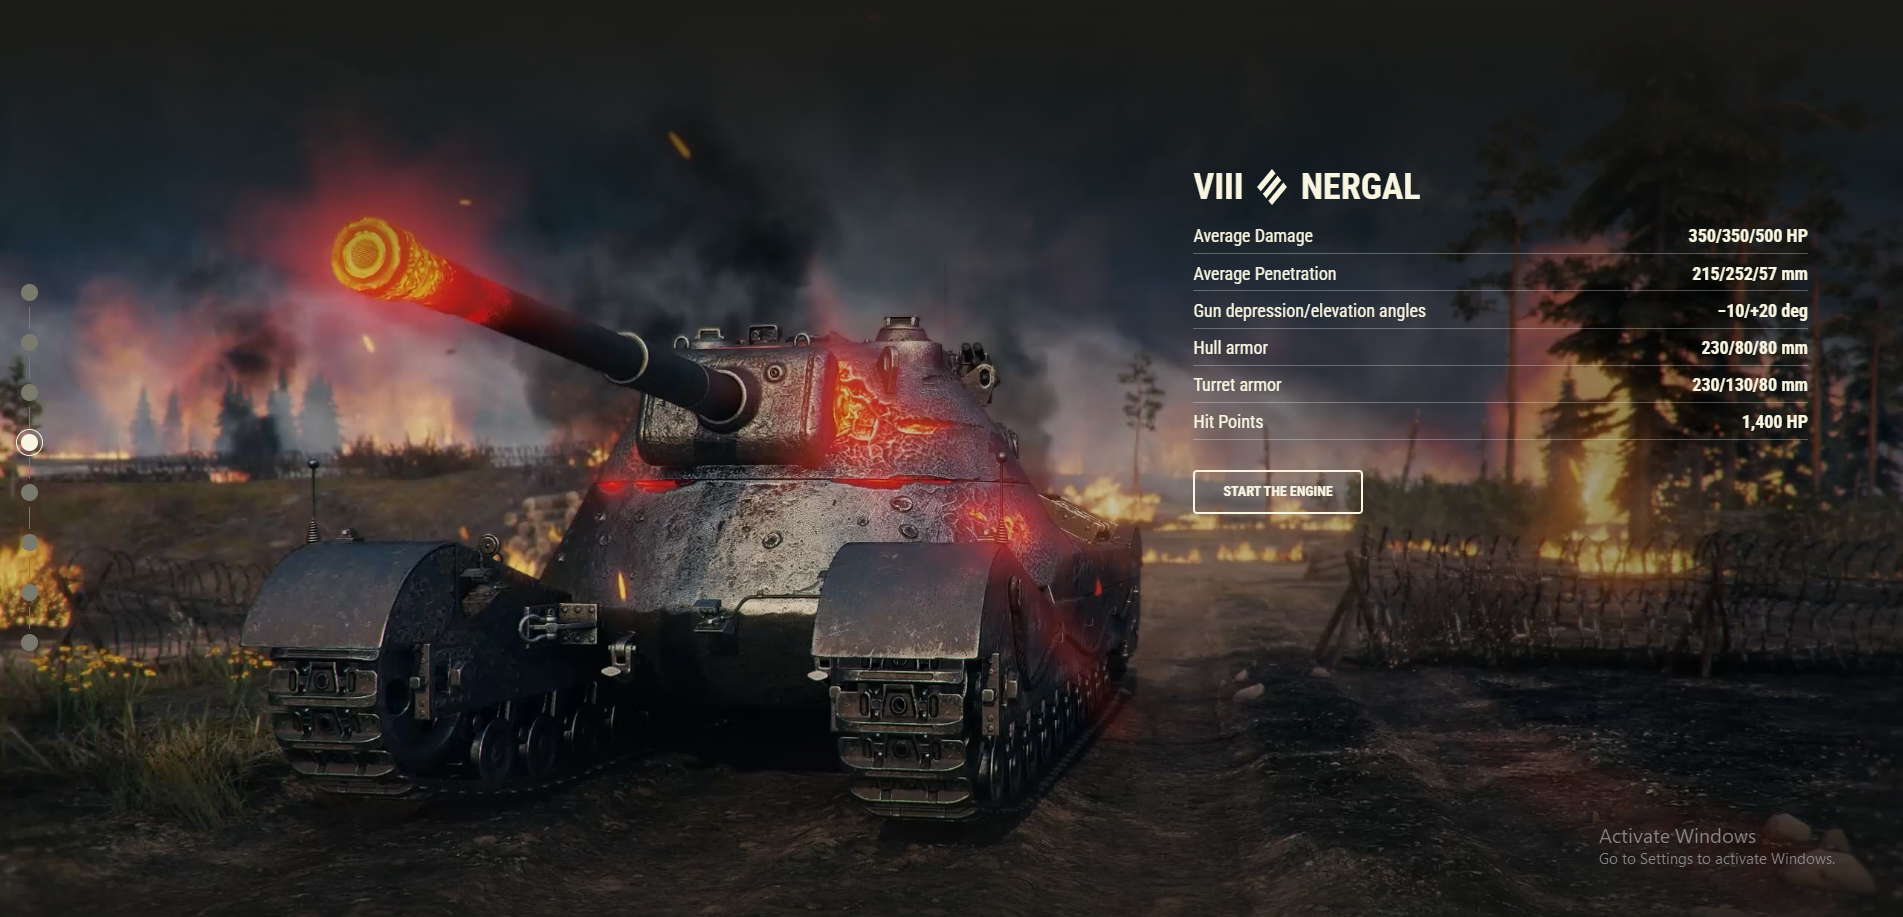 VIII NERGAL
Average Damage 350/350/500 HP
Average Penetration 215/252/57 mm
Gun depression/elevation angles −10/+20 deg
Hull armor 230/80/80 mm
Turret armor 230/130/80 mm
Hit Points 1,400 HP
START THE ENGINE
Activate Windows
Go to Settings to activate Windows.